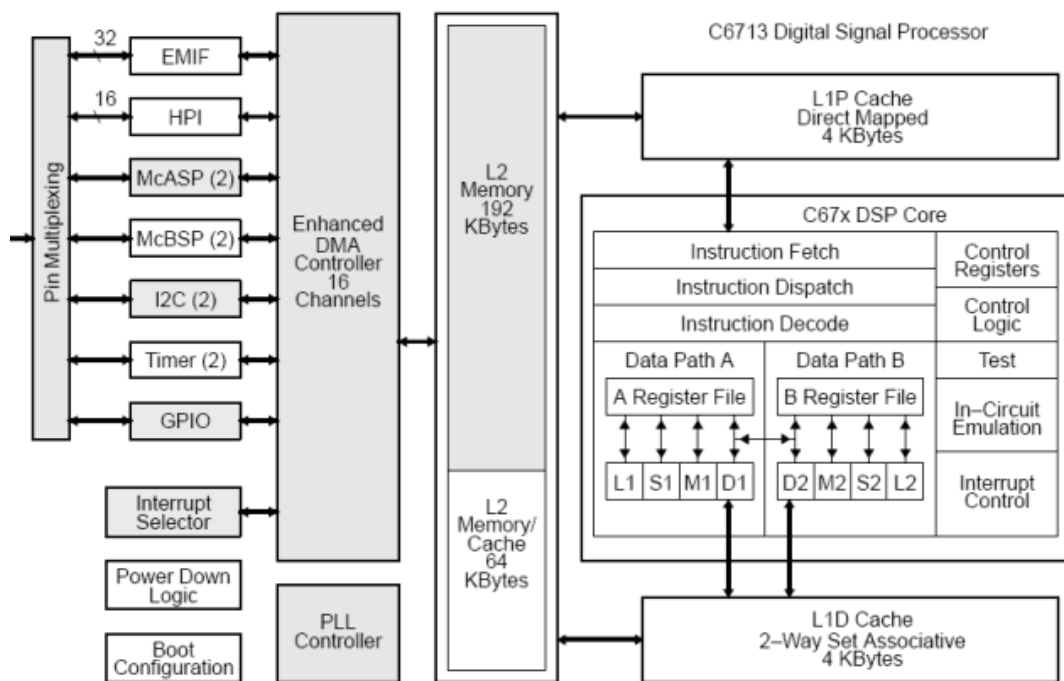 C6713 Digital Signal Processor
32
EMIF
16
HPI
McASP (2)
McBSP (2)
I2C (2)
Timer (2)
GPIO
Pin Multiplexing
Interrupt
Selector
Power Down
Logic
Boot
Configuration
Enhanced
DMA
Controller
16
Channels
PLL
Controller
L2
Memory
192
KBytes
L2
Memory/
Cache
64
KBytes
L1P Cache
Direct Mapped
4 KBytes
C67x DSP Core
Instruction Fetch
Instruction Dispatch
Instruction Decode
Control
Registers
Control
Logic
Test
In–Circuit
Emulation
Interrupt
Control
Data Path A
A Register File
L1 S1 M1 D1
Data Path B
B Register File
D2 M2 S2 L2
L1D Cache
2–Way Set Associative
4 KBytes